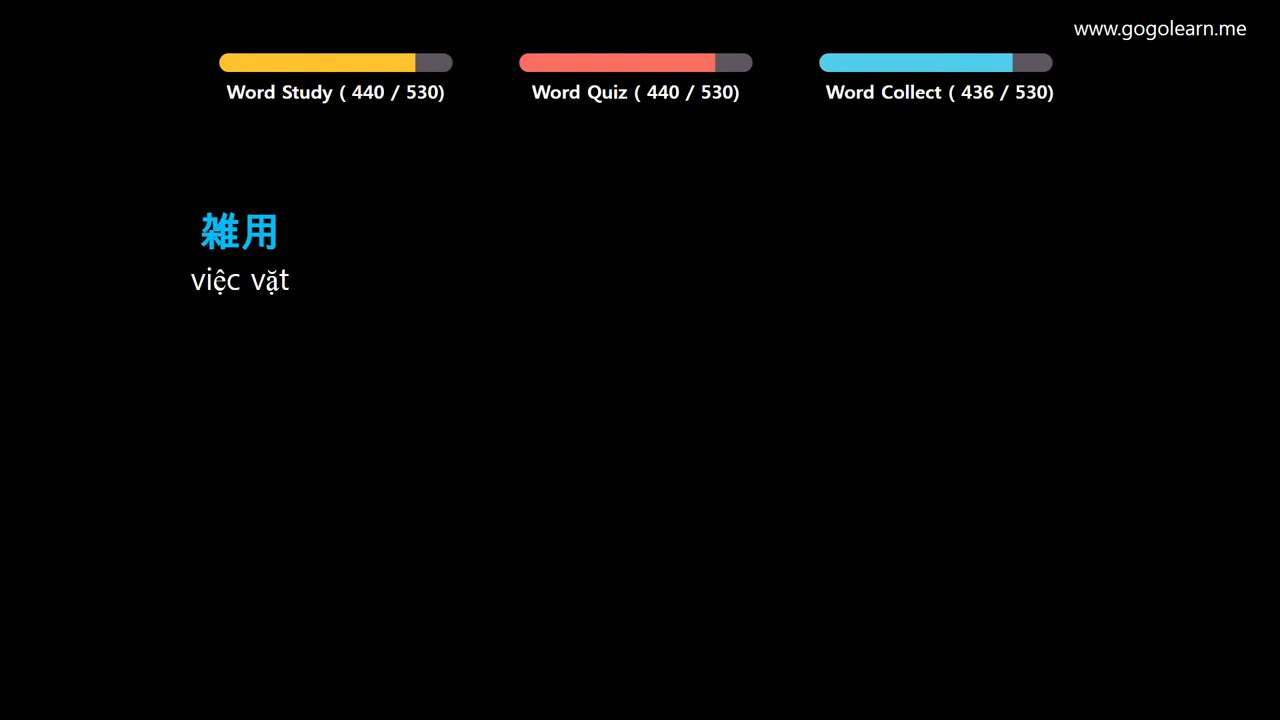 www.gogolearn.me
Word Study ( 440 / 530)
Word Quiz ( 440 / 530)
Word Collect ( 436 / 530)
雑用
việc vặt